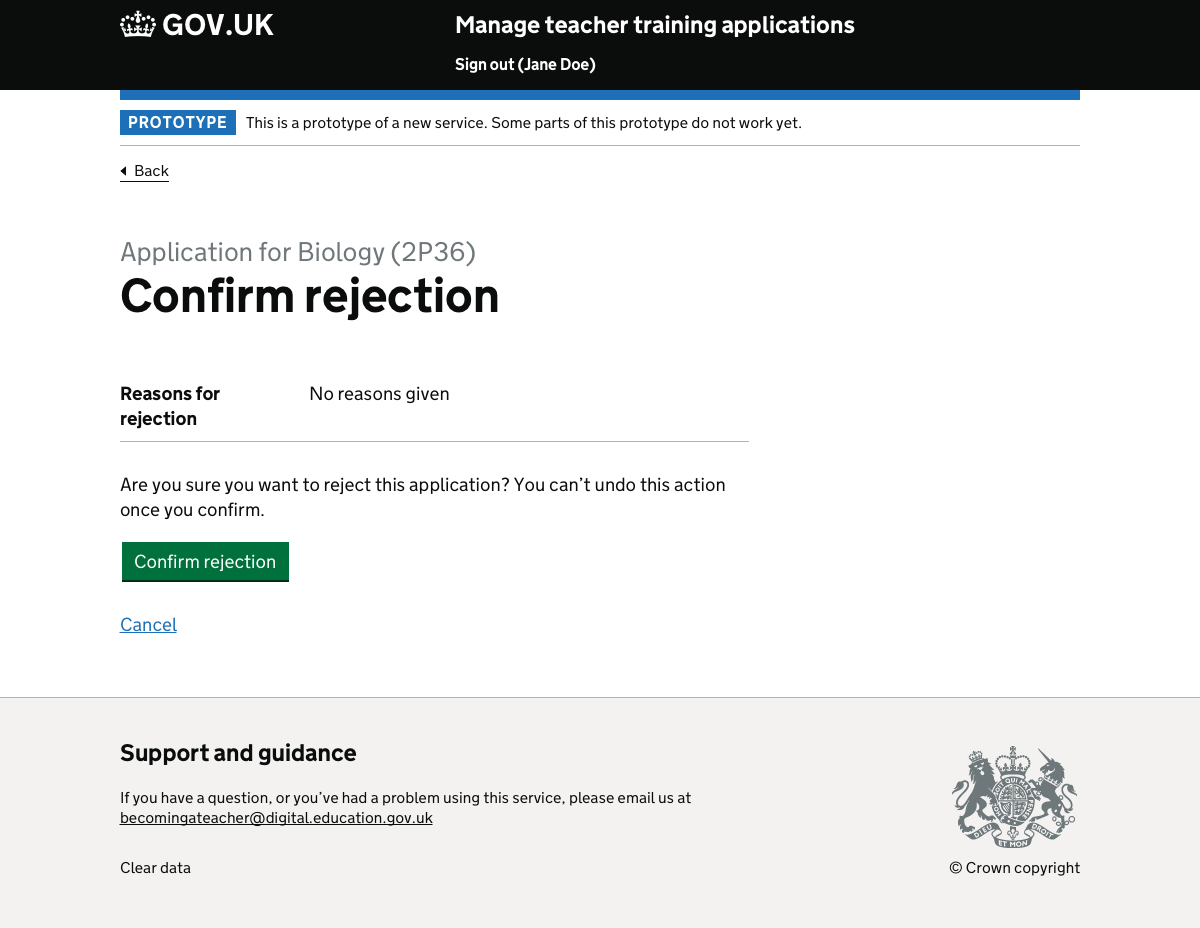 GOV.UK
Manage teacher training applications
Sign out (Jane Doe)
PROTOTYPE
This is a prototype of a new service. Some parts of this prototype do not work yet.
Back
Application for Biology (2P36)
Confirm rejection
Reasons for
rejection
No reasons given
Are you sure you want to reject this application? You can’t undo this action
once you confirm.
Confirm rejection
Cancel
Support and guidance
If you have a question, or you’ve had a problem using this service, please email us at
becomingateacher@digital.education.gov.uk
Clear data
DIEU
ET MON
DROIT
© Crown copyright